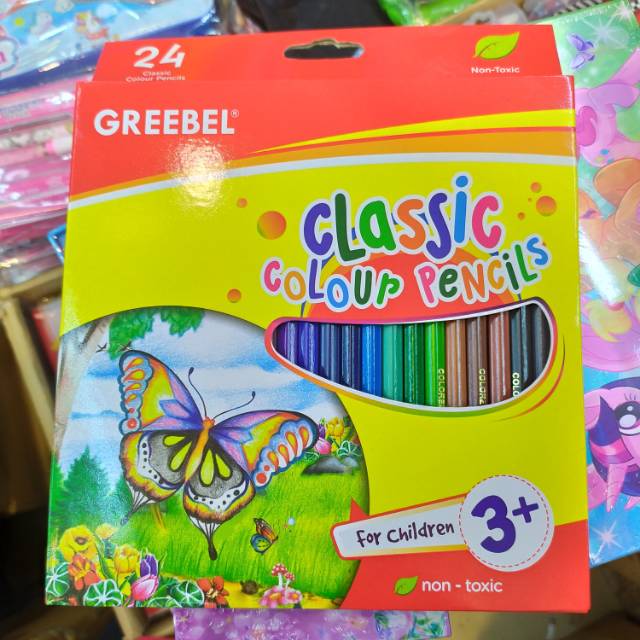 24
Classic
Colour Pencils
Non-Toxic
GREEBEL®
CLASSIC
COLOUR PENCILS
for Children
3+
non - toxic